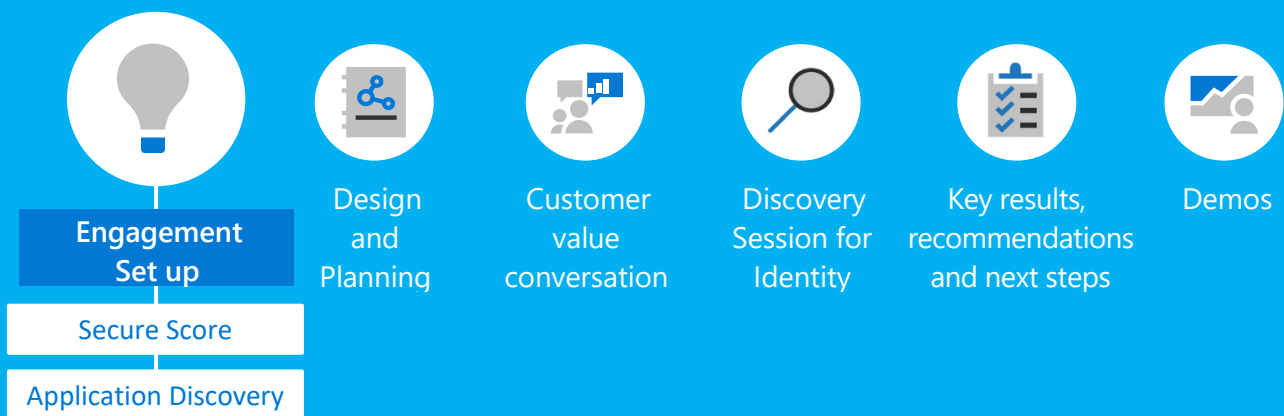 Engagement
Set up
Secure Score
Application Discovery
Design
and
Planning
Customer
value
conversation
Discovery
Session for
Identity
Key results,
recommendations
and next steps
Demos